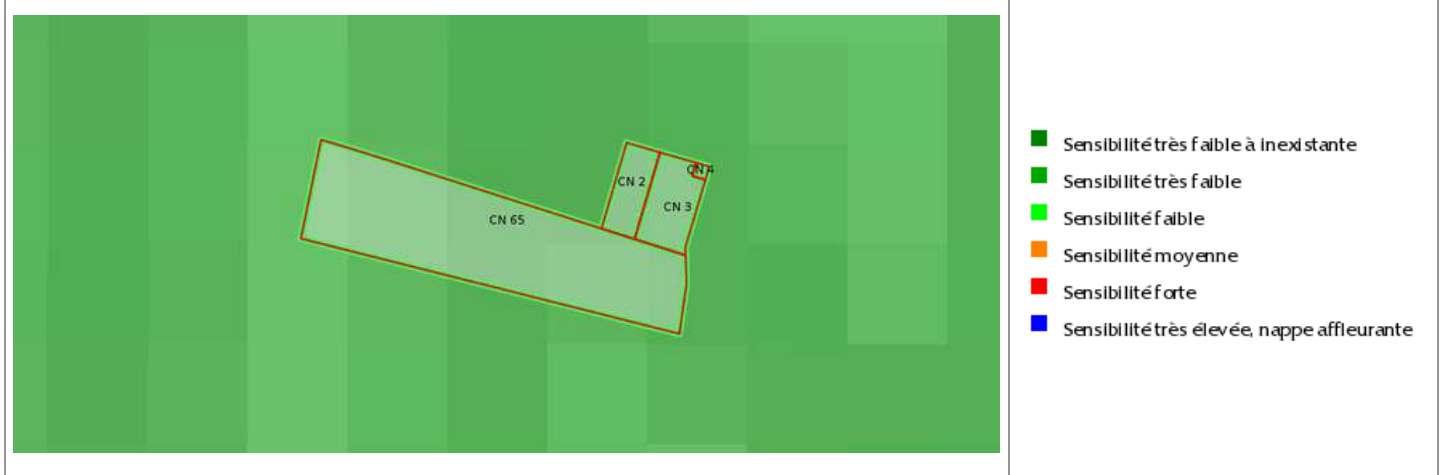 CN 2
CN 4
CN 3
CN 65
Sensibilité très faible à inexistante
Sensibilité très faible
Sensibilité faible
Sensibilité moyenne
Sensibilité forte
Sensibilité très élevée, nappe affleurante